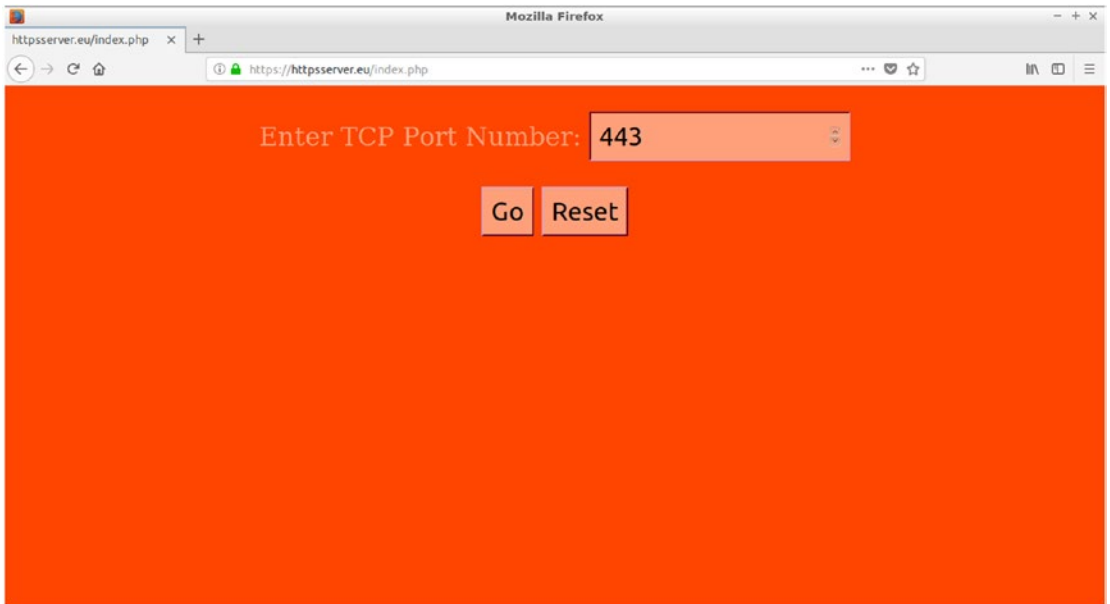 Mozilla Firefox
httpsserver.eu/index.php
https://httpsserver.eu/index.php
Enter TCP Port Number: 443
Go Reset